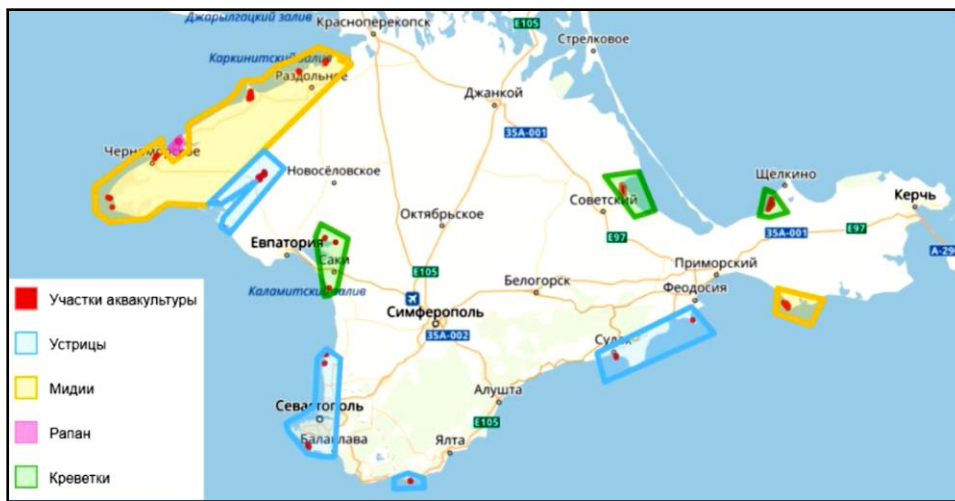 Джарылгацкий залив
Красноперекопск
E105
Стрелковое
Каркинитский залив
Раздольное
Джанкой
35A-001
Черноморское
Новосёловское
Советский
Щёлкино
Керчь
Октябрьское
E97
35A-001
E97
Евпатория
Саки
E105
Белогорск
Приморский
A-29
Каламитский залив
Феодосия
Симферополь
35A-002
Судак
Алушта
Севастополь
E105
Балаклава
Ялта
Участки аквакультуры
Устрицы
Мидии
Рапан
Креветки